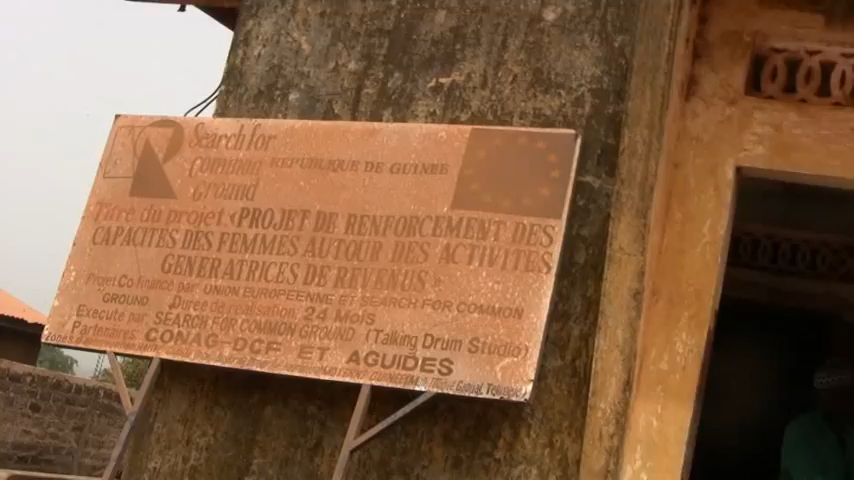 Search for
Common
Ground
REPUBLIQUE DE GUINEE
Titre du projet «PROJET DE RENFORCEMENT DES
CAPACITES DES FEMMES AUTOUR DES ACTIVITES
GENERATRICES DE REVENUS»
Projet Co finance par: UNION EUROPEENNE ET SEARCH FOR COMMON
GROUND
Duree de realisation: 24 Mois
Execute par: SEARCH FOR COMMON GROUND (Talking Drum Studio)
Partenaires: CONAG-DCF ET AGUIDES